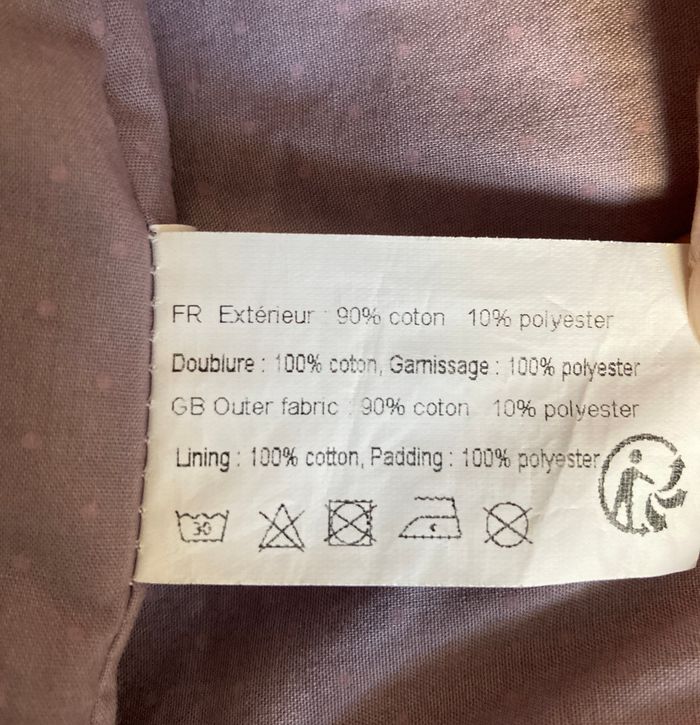 FR Extérieur : 90% coton 10% polyester
Doublure : 100% coton, Garnissage : 100% polyester
GB Outer fabric : 90% coton 10% polyester
Lining : 100% cotton, Padding : 100% polyester
30